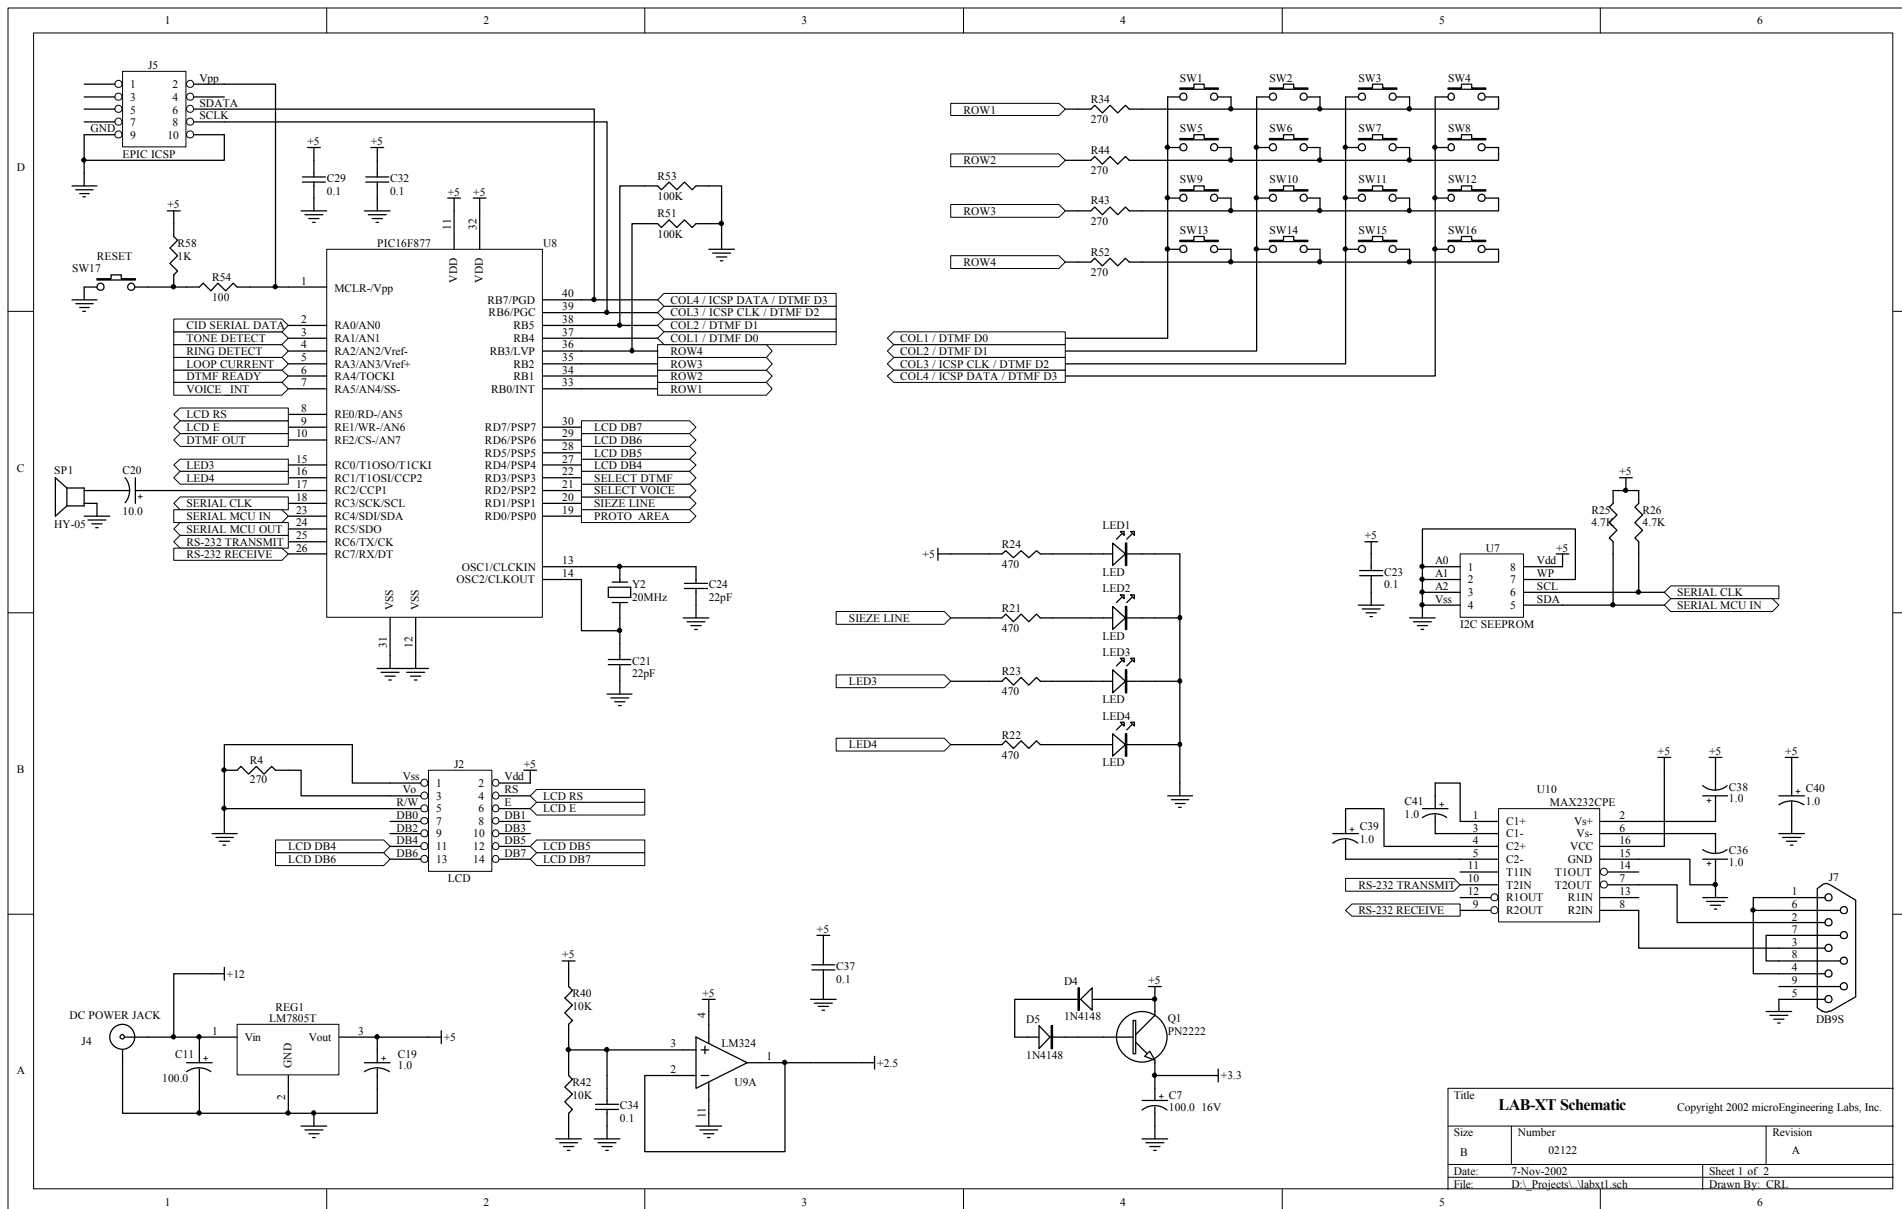 1 2 3 4 5 6
D
C
B
A
J5
1 2 Vpp
3 4
5 6 SDATA
7 8 SCLK
GND 9 10
EPIC ICSP
+5
C29
0.1
+5
C32
0.1
+5
R58
1K
RESET
SW17
R54
100
PIC16F877
U8
+5 +5
11 32
VDD VDD
1 MCLR-/Vpp
CID SERIAL DATA 2 RA0/AN0
TONE DETECT 3 RA1/AN1
RING DETECT 4 RA2/AN2/Vref-
LOOP CURRENT 5 RA3/AN3/Vref+
DTMF READY 6 RA4/TOCKI
VOICE_INT 7 RA5/AN4/SS-
LCD RS 8 RE0/RD-/AN5
LCD E 9 RE1/WR-/AN6
DTMF OUT 10 RE2/CS-/AN7
LED3 15 RC0/T1OSO/T1CKI
LED4 16 RC1/T1OSI/CCP2
17 RC2/CCP1
SERIAL CLK 18 RC3/SCK/SCL
SERIAL MCU IN 23 RC4/SDI/SDA
SERIAL MCU OUT 24 RC5/SDO
RS-232 TRANSMIT 25 RC6/TX/CK
RS-232 RECEIVE 26 RC7/RX/DT
SP1
HY-05
C20
+
10.0
RB7/PGD 40 COL4 / ICSP DATA / DTMF D3
RB6/PGC 39 COL3 / ICSP CLK / DTMF D2
RB5 38 COL2 / DTMF D1
RB4 37 COL1 / DTMF D0
RB3/LVP 36 ROW4
RB2 35 ROW3
RB1 34 ROW2
RB0/INT 33 ROW1
RD7/PSP7 30 LCD DB7
RD6/PSP6 29 LCD DB6
RD5/PSP5 28 LCD DB5
RD4/PSP4 27 LCD DB4
RD3/PSP3 22 SELECT DTMF
RD2/PSP2 21 SELECT VOICE
RD1/PSP1 20 SIEZE LINE
RD0/PSP0 19 PROTO_AREA
OSC1/CLCKIN 13
OSC2/CLKOUT 14
VSS VSS
31 12
R53
100K
R51
100K
Y2
20MHz
C24
22pF
C21
22pF
SW1 SW2 SW3 SW4
ROW1 R34
270
SW5 SW6 SW7 SW8
ROW2 R44
270
SW9 SW10 SW11 SW12
ROW3 R43
270
SW13 SW14 SW15 SW16
ROW4 R52
270
COL1 / DTMF D0
COL2 / DTMF D1
COL3 / ICSP CLK / DTMF D2
COL4 / ICSP DATA / DTMF D3
+5 R24 LED1
470 LED
SIEZE LINE R21 LED2
470 LED
LED3 R23 LED3
470 LED
LED4 R22 LED4
470 LED
+5
C23
0.1
+5
R25 R26
4.7K 4.7K
U7
A0 1 8 Vdd +5
A1 2 7 WP
A2 3 6 SCL SERIAL CLK
Vss 4 5 SDA SERIAL MCU IN
I2C SEEPROM
R4
270
J2
Vss 1 2 Vdd +5
Vo 3 4 RS LCD RS
R/W 5 6 E LCD E
DB0 7 8 DB1
DB2 9 10 DB3
LCD DB4 DB4 11 12 DB5 LCD DB5
LCD DB6 DB6 13 14 DB7 LCD DB7
LCD
+5 +5 +5
C38
+
1.0
C40
+
1.0
C41
+
1.0
C39
+
1.0
C36
+
1.0
U10
MAX232CPE
1 C1+ Vs+ 2
3 C1- Vs- 6
4 C2+ VCC 16
5 C2- GND 15
11 T1IN T1OUT 14
RS-232 TRANSMIT 10 T2IN T2OUT 7
12 R1OUT R1IN 13
RS-232 RECEIVE 9 R2OUT R2IN 8
J7
1
6
2
7
3
8
4
9
5
DB9S
+12
DC POWER JACK
J4
REG1
LM7805T
1 Vin Vout 3 +5
GND
2
C11
+
100.0
C19
+
1.0
+5
R40
10K
R42
10K
C34
0.1
+5
4
3 + LM324 1 +2.5
2 − U9A
11
+5
C37
0.1
D4
1N4148
D5
1N4148
+5
Q1
PN2222
+3.3
C7
+
100.0 16V
Title
LAB-XT Schematic Copyright 2002 microEngineering Labs, Inc.
Size Number Revision
B 02122 A
Date: 7-Nov-2002 Sheet 1 of 2
File: D:\_Projects\..\labxt1.sch Drawn By: CRL
1 2 3 4 5 6